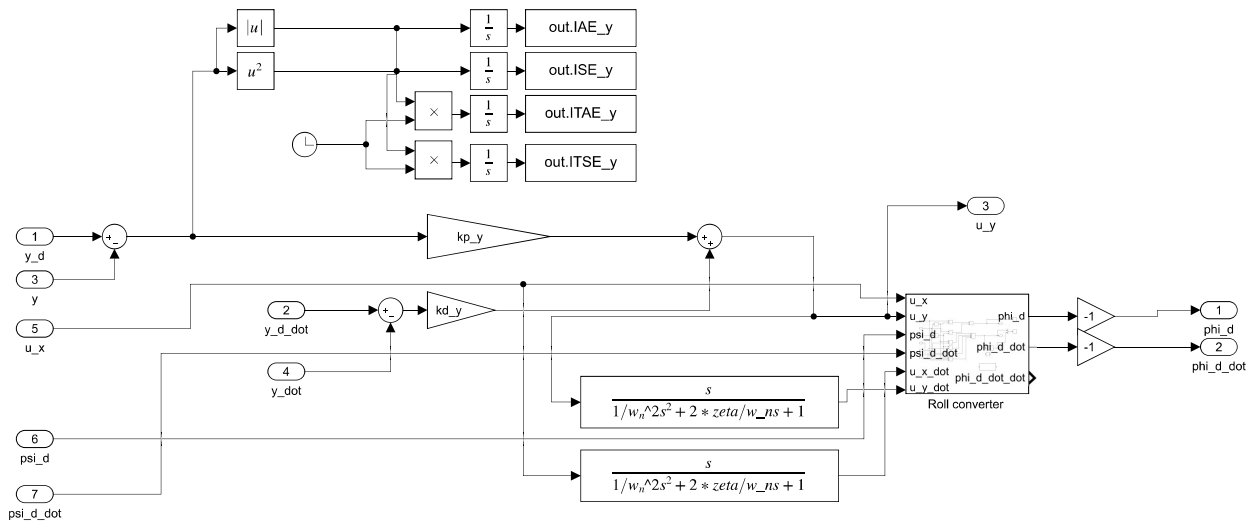 |u|
1
s
out.IAE_y
u²
1
s
out.ISE_y
×
1
s
out.ITAE_y
×
1
s
out.ITSE_y
3
u_y
1
y_d
+
−
kp_y
+
+
3
y
2
y_d_dot
+
−
kd_y
5
u_x
4
y_dot
u_x
u_y
psi_d
psi_d_dot
u_x_dot
u_y_dot
phi_d
phi_d_dot
phi_d_dot_dot
Roll converter
-1
1
phi_d
-1
2
phi_d_dot
s
1/wₙ^2s² + 2 * zeta/w_ns + 1
6
psi_d
s
1/wₙ^2s² + 2 * zeta/w_ns + 1
7
psi_d_dot